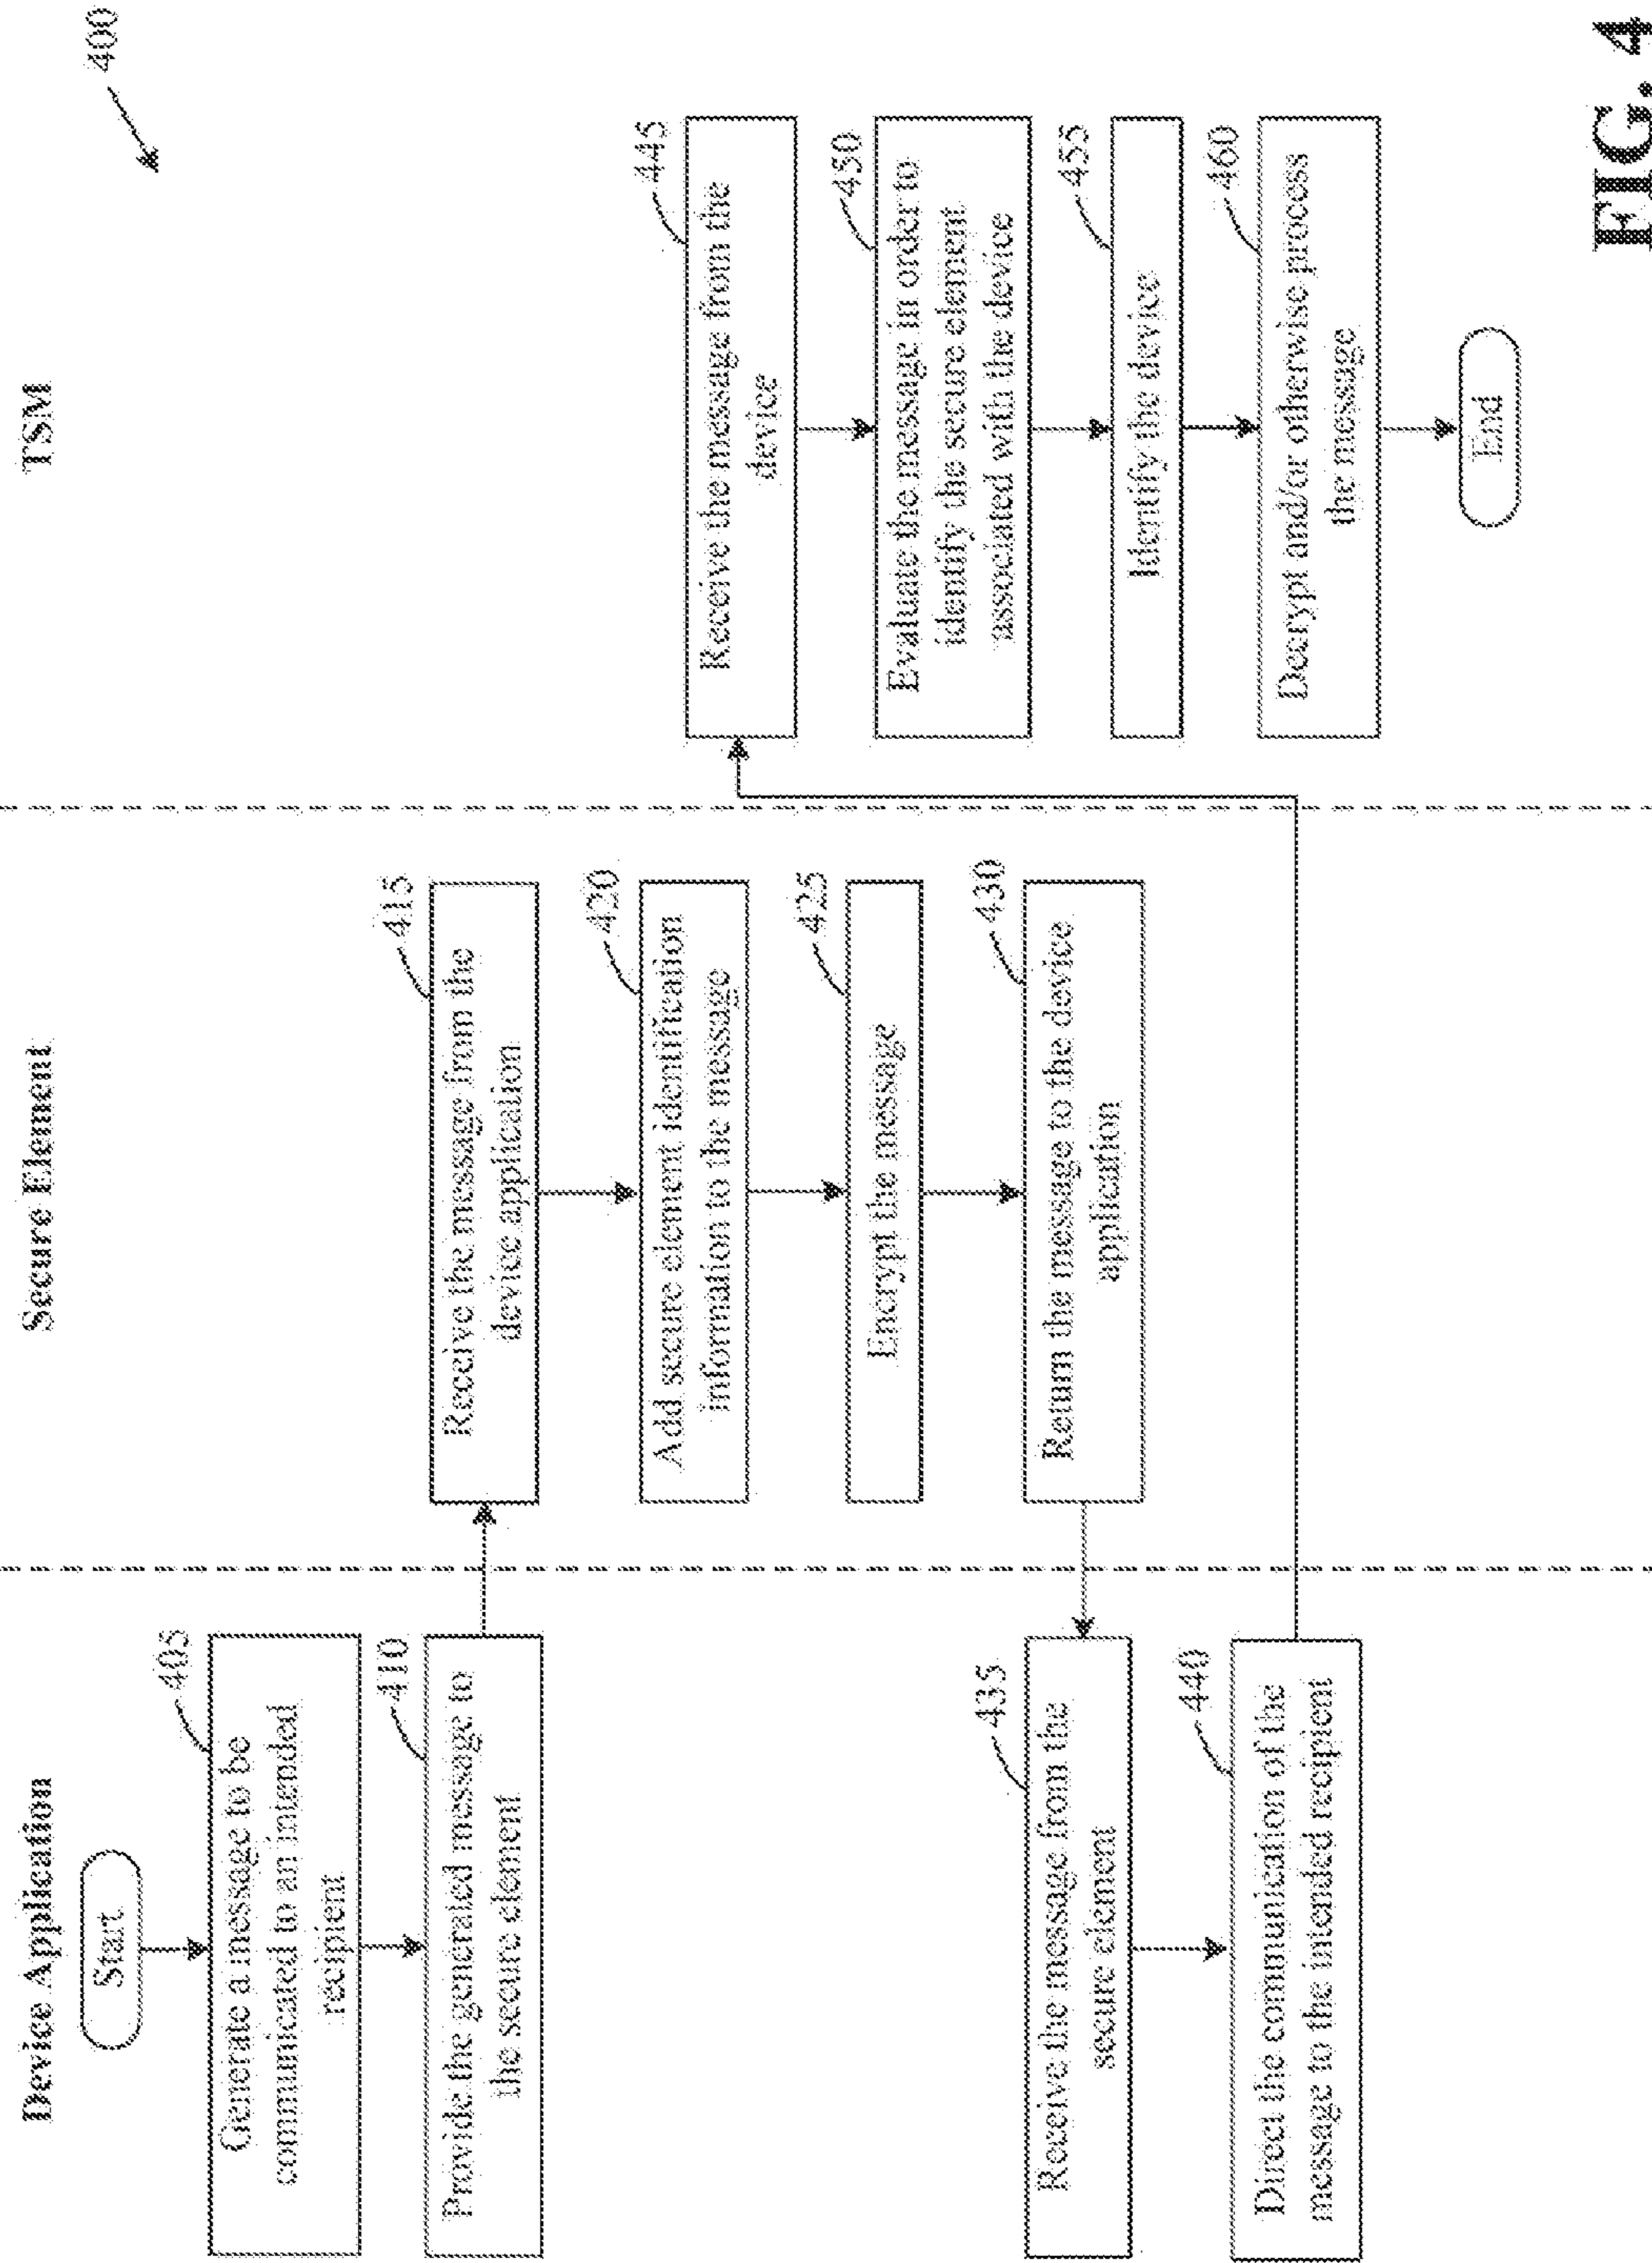 400
Device Application
Secure Element
TSM
Start
405
Generate a message to be
communicated to an intended
recipient
410
Provide the generated message to
the secure element
415
Receive the message from the
device application
420
Add secure element identification
information to the message
425
Encrypt the message
430
Return the message to the device
application
435
Receive the message from the
secure element
440
Direct the communication of the
message to the intended recipient
445
Receive the message from the
device
450
Evaluate the message in order to
identify the secure element
associated with the device
455
Identify the device
460
Decrypt and/or otherwise process
the message
End
FIG. 4